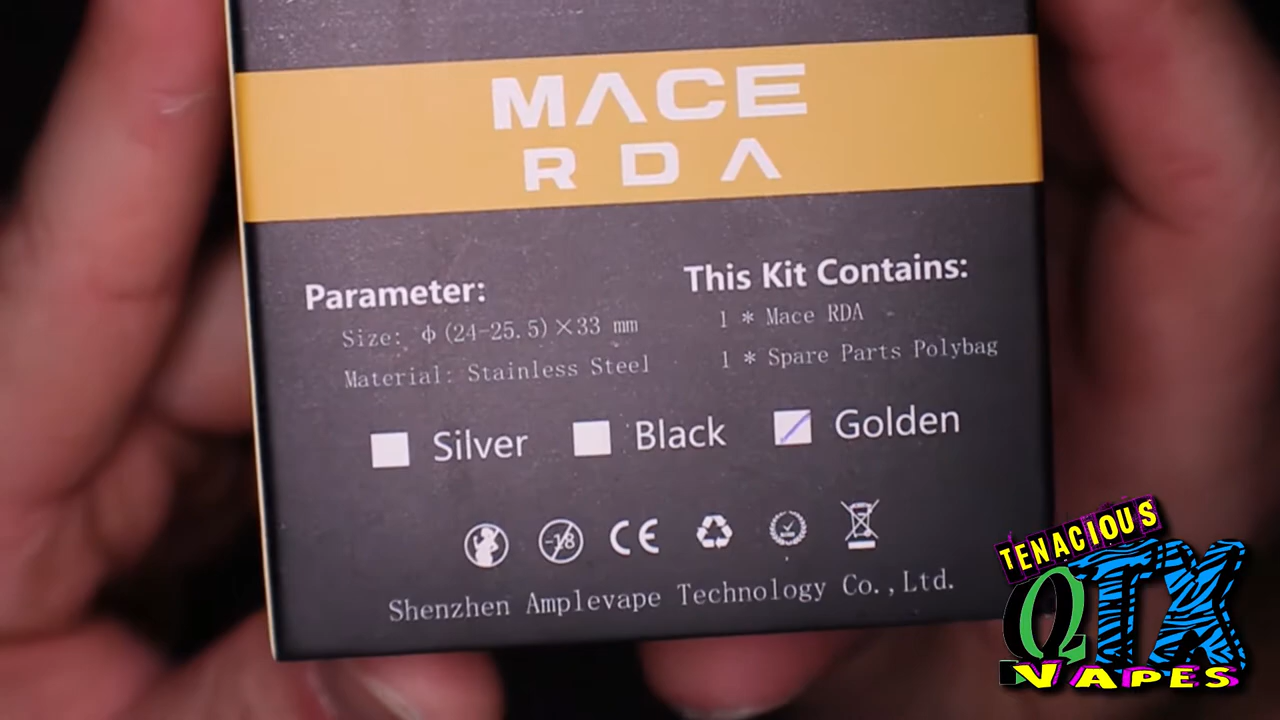 MACE
RDA
Parameter:
Size: ϕ(24-25.5)×33 mm
Material: Stainless Steel
This Kit Contains:
1 * Mace RDA
1 * Spare Parts Polybag
Silver Black Golden
-18 CE
Shenzhen Amplevape Technology Co.,Ltd.
TENACIOUS
TX
VAPES